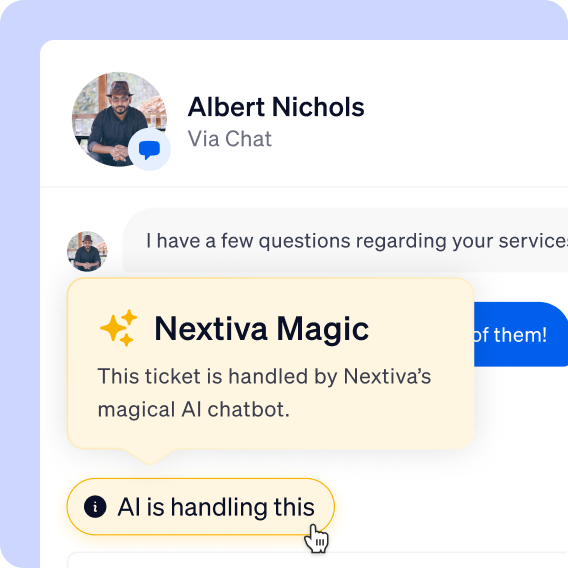 Albert Nichols
Via Chat
I have a few questions regarding your services
of them!
Nextiva Magic
This ticket is handled by Nextiva’s
magical AI chatbot.
i
AI is handling this